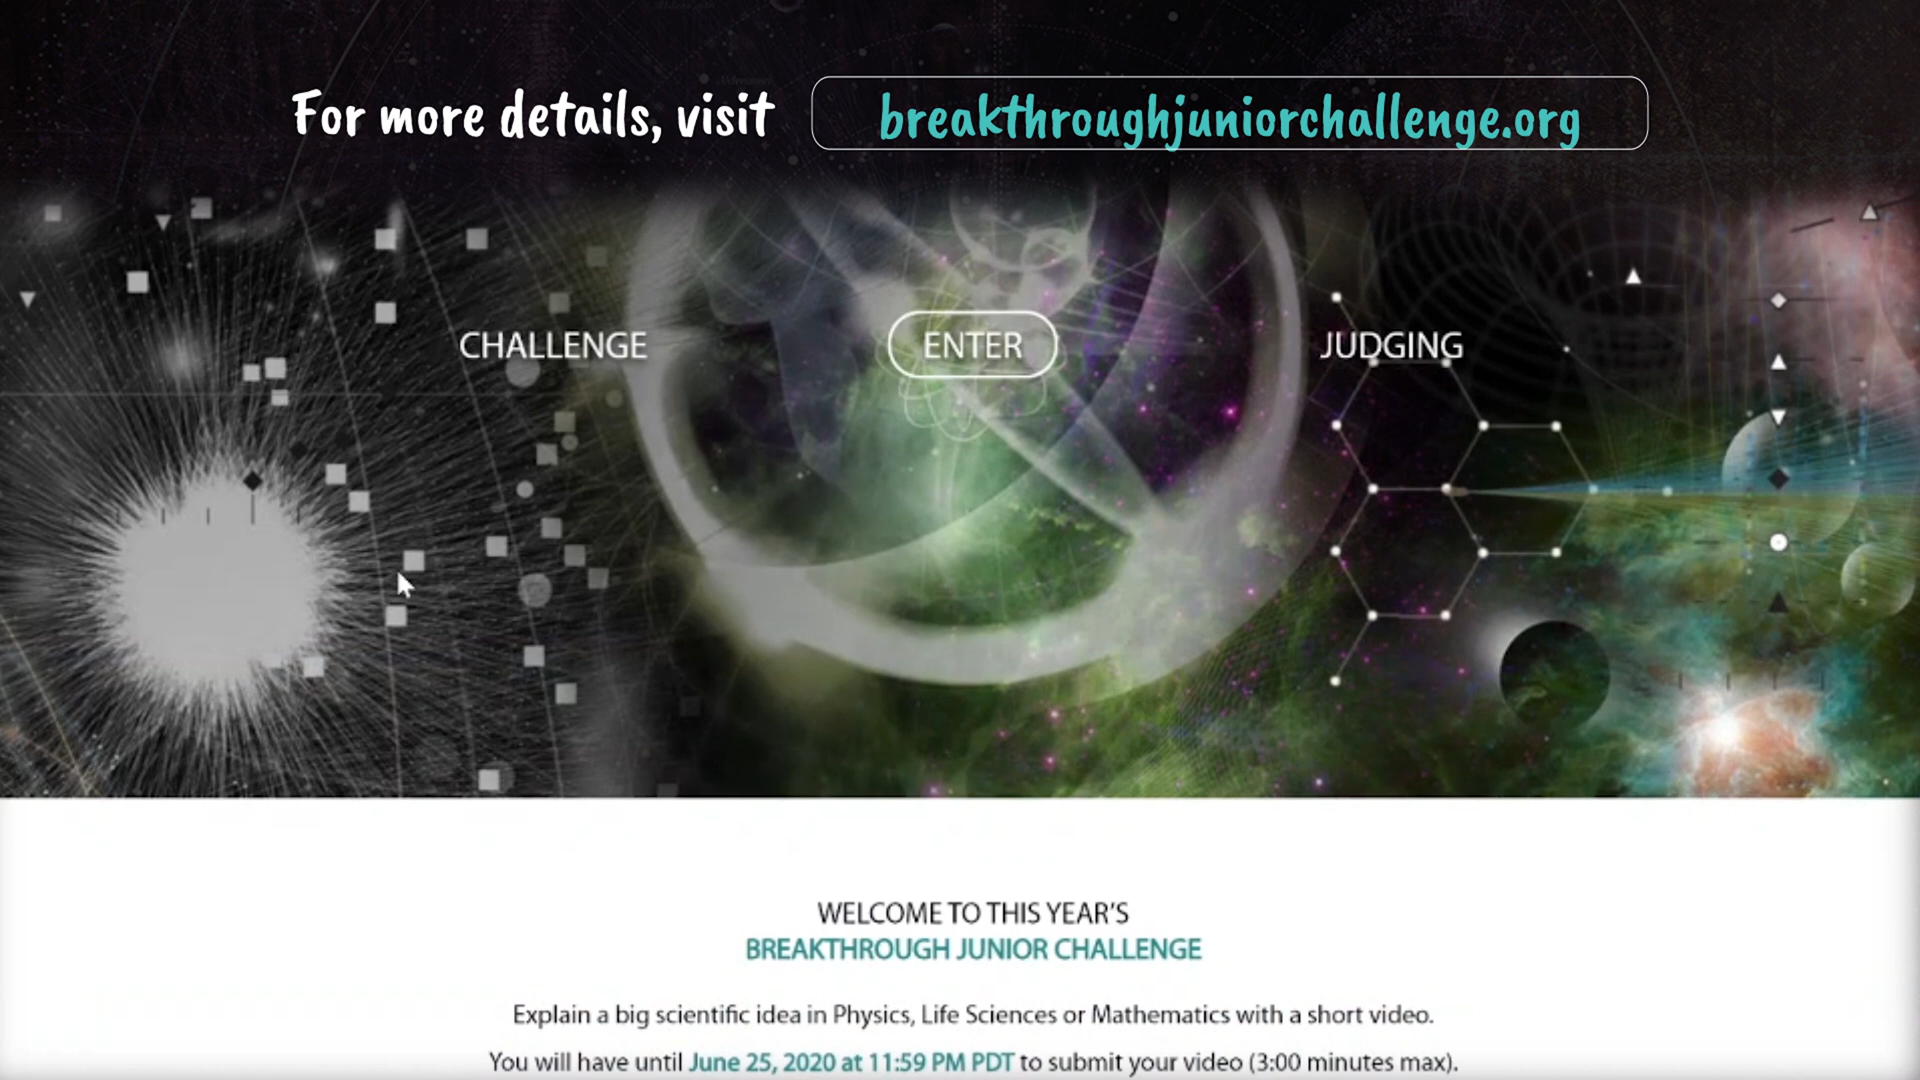 For more details, visit breakthroughjuniorchallenge.org
CHALLENGE ENTER JUDGING
WELCOME TO THIS YEAR'S
BREAKTHROUGH JUNIOR CHALLENGE
Explain a big scientific idea in Physics, Life Sciences or Mathematics with a short video.
You will have until June 25, 2020 at 11:59 PM PDT to submit your video (3:00 minutes max).